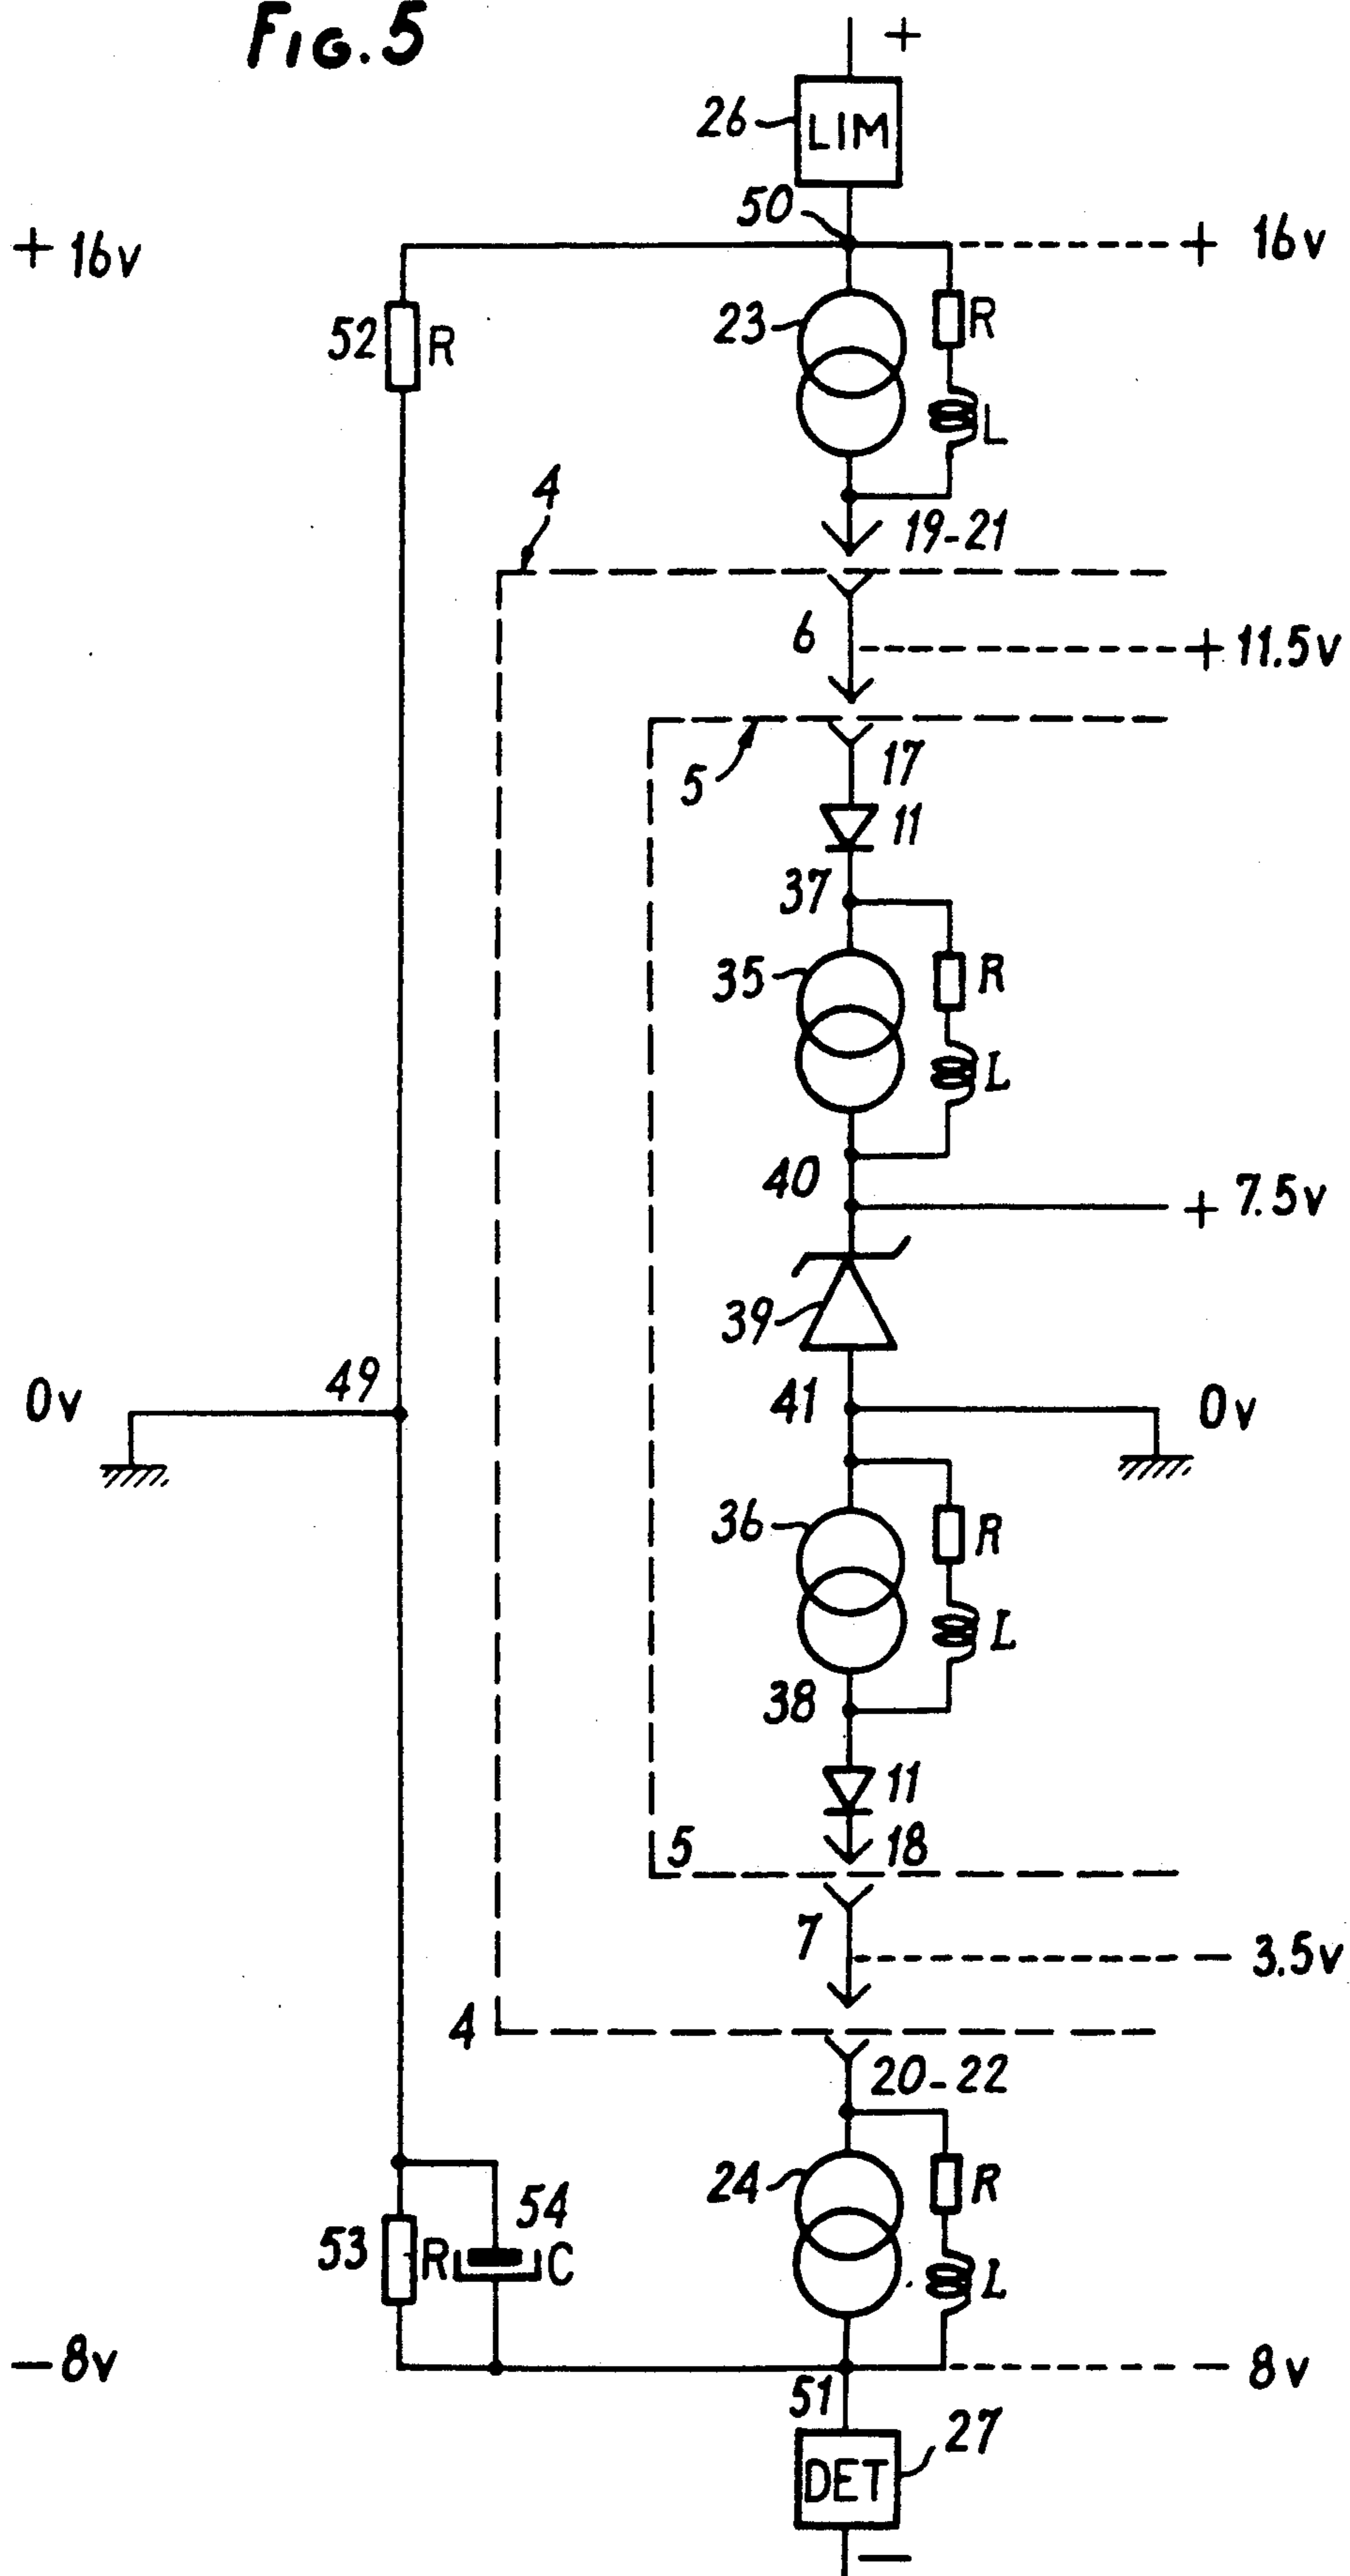 FIG. 5
+
26 LIM
50
+ 16v + 16v
52 R 23 R
L
4 19-21
6 + 11.5v
5 17
11
37
35 R
L
40
+ 7.5v
39
49 41
0v 0v
36 R
L
38
11
5 18
7 - 3.5v
4
20-22
24 R
54
53 R C L
-8v - 8v
51
27
DET
-